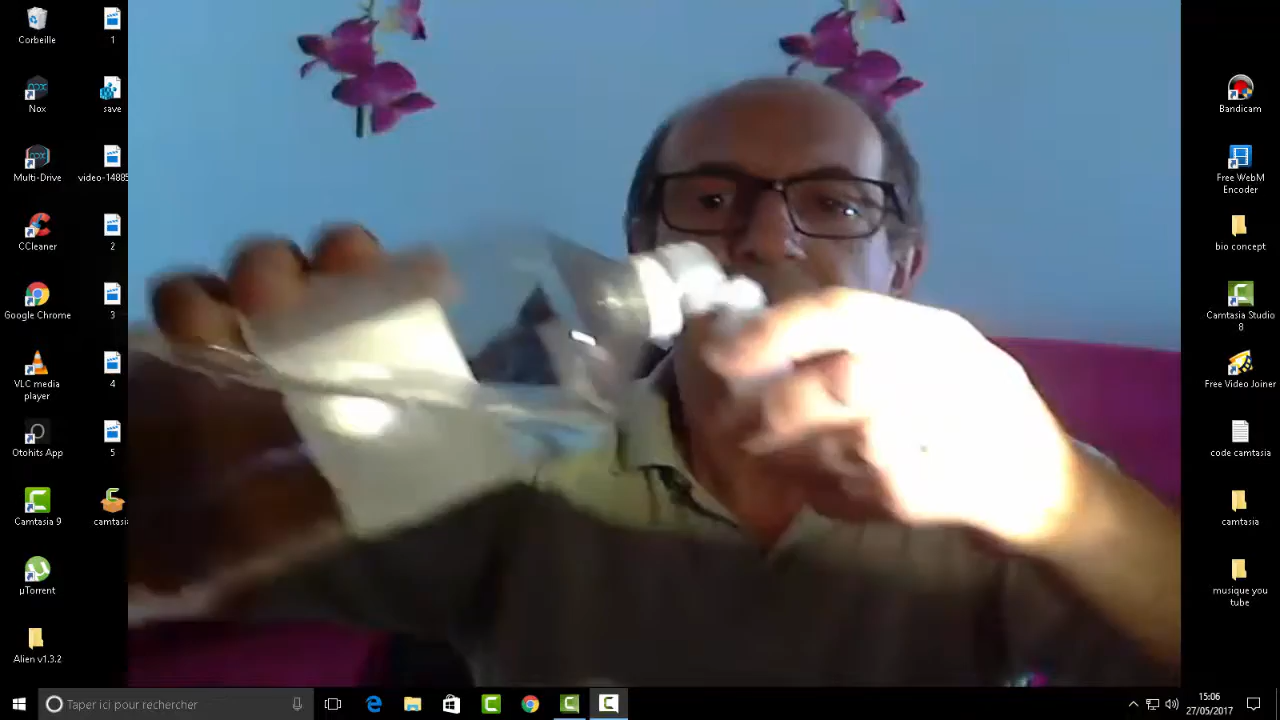 Corbeille
1
Nox
save
Multi-Drive
video-14885
CCleaner
2
Google Chrome
3
VLC media
player
4
Otohits App
5
Camtasia 9
camtasia
µTorrent
Alien v1.3.2
Bandicam
Free WebM
Encoder
bio concept
Camtasia Studio
8
Free Video Joiner
code camtasia
camtasia
musique you
tube
Taper ici pour rechercher
15:06
27/05/2017